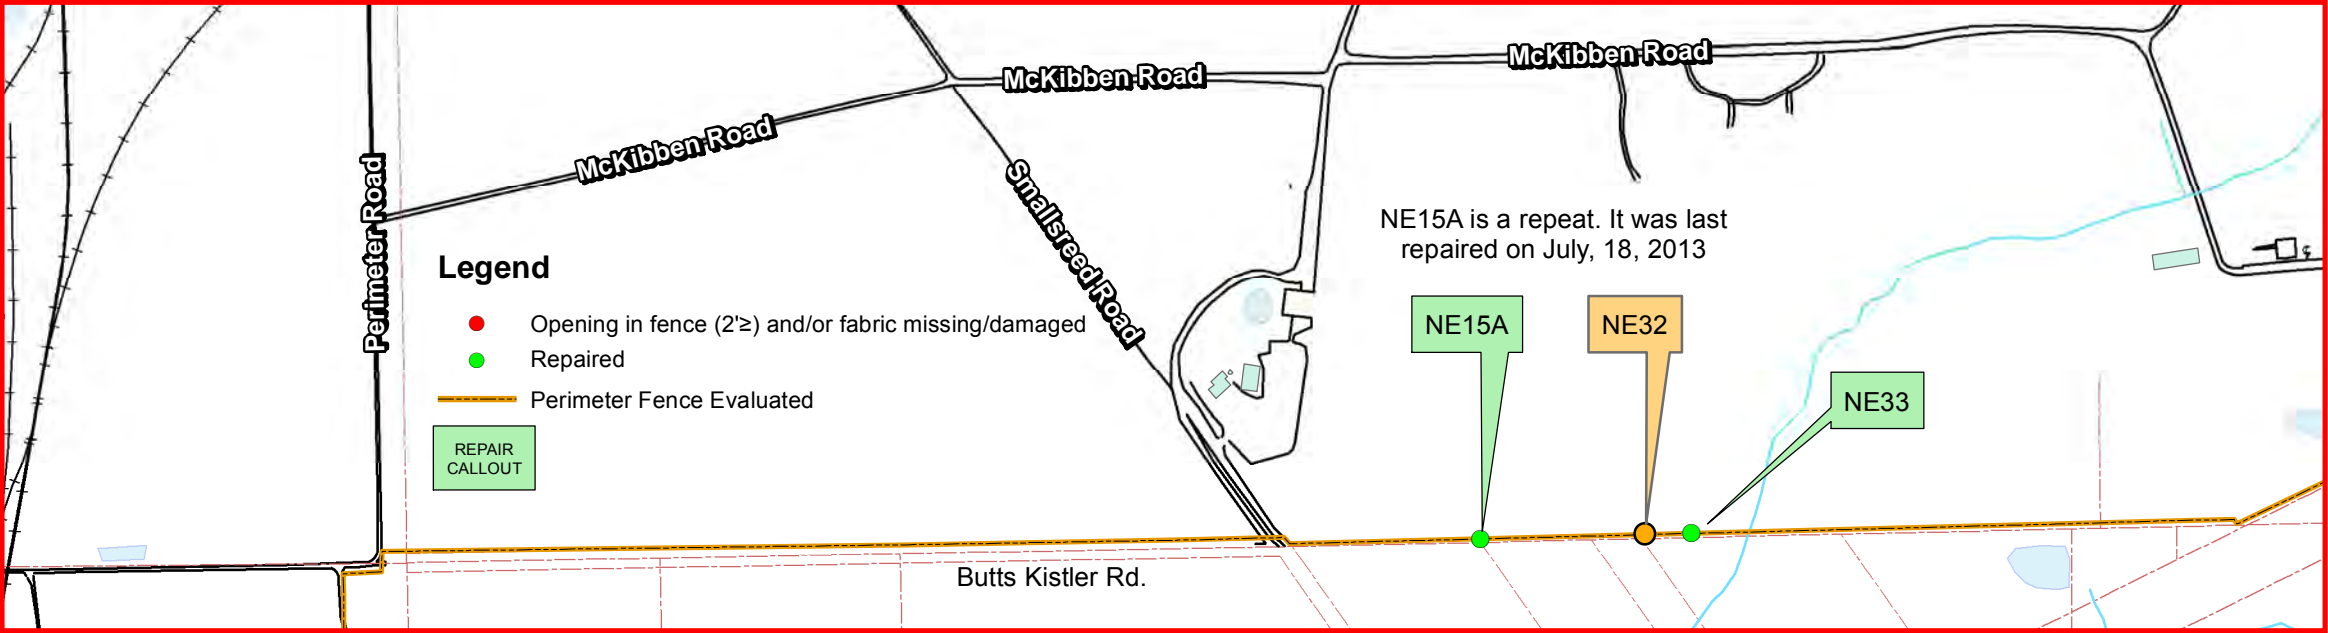 McKibben Road
McKibben Road
McKibben Road
Perimeter Road
Smallsreed Road
NE15A is a repeat. It was last
repaired on July, 18, 2013
Legend
Opening in fence (2'≥) and/or fabric missing/damaged
Repaired
Perimeter Fence Evaluated
REPAIR
CALLOUT
NE15A
NE32
NE33
Butts Kistler Rd.